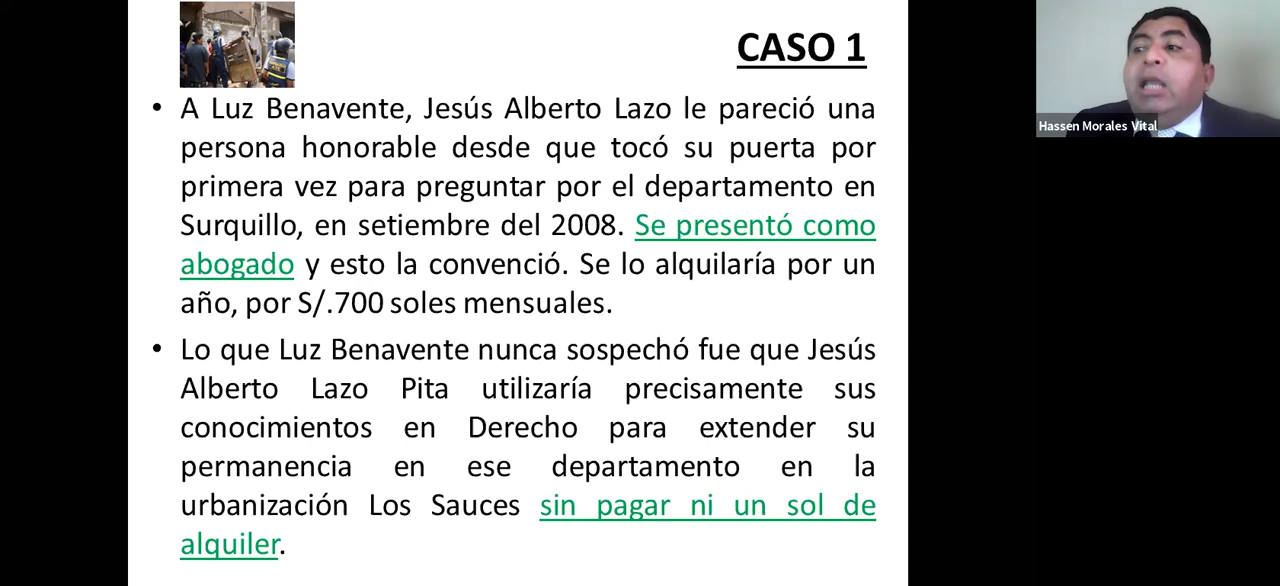 CASO 1
• A Luz Benavente, Jesús Alberto Lazo le pareció una
persona honorable desde que tocó su puerta por
primera vez para preguntar por el departamento en
Surquillo, en setiembre del 2008. Se presentó como
abogado y esto la convenció. Se lo alquilaría por un
año, por S/.700 soles mensuales.
• Lo que Luz Benavente nunca sospechó fue que Jesús
Alberto Lazo Pita utilizaría precisamente sus
conocimientos en Derecho para extender su
permanencia en ese departamento en la
urbanización Los Sauces sin pagar ni un sol de
alquiler.
Hassen Morales Vital